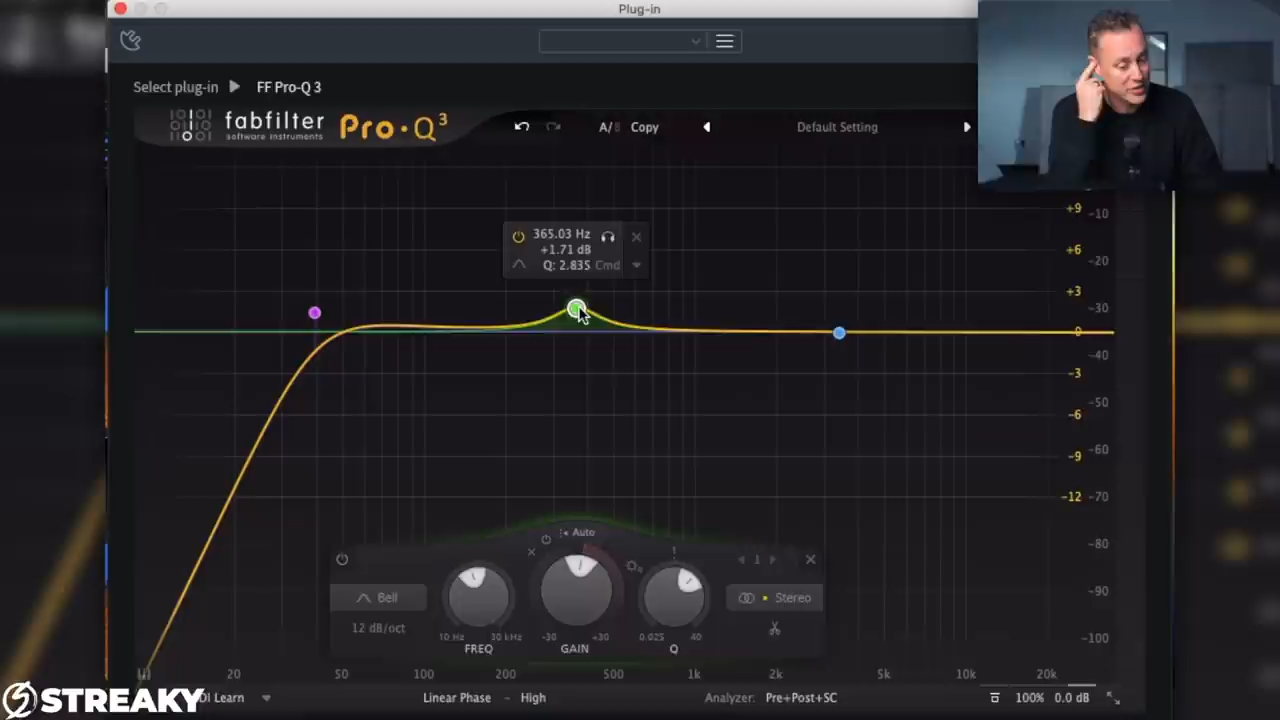 Plug-in
Select plug-in FF Pro-Q 3
fabfilter
software instruments
Pro·Q3
A/B Copy
Default Setting
365.03 Hz
+1.71 dB
Q: 2.835 Cmd
+9 -10
+6 -20
+3 -30
0 -40
-3 -50
-6 -60
-9
-12 -70
-80
-90
-100
Auto
1
Bell
12 dB/oct
10 Hz 30 kHz
FREQ
-30 +30
GAIN
0.025 40
Q
Stereo
20 50 100 200 500 1k 2k 5k 10k 20k
DI Learn
Linear Phase - High
Analyzer: Pre+Post+SC
100% 0.0 dB
STREAKY